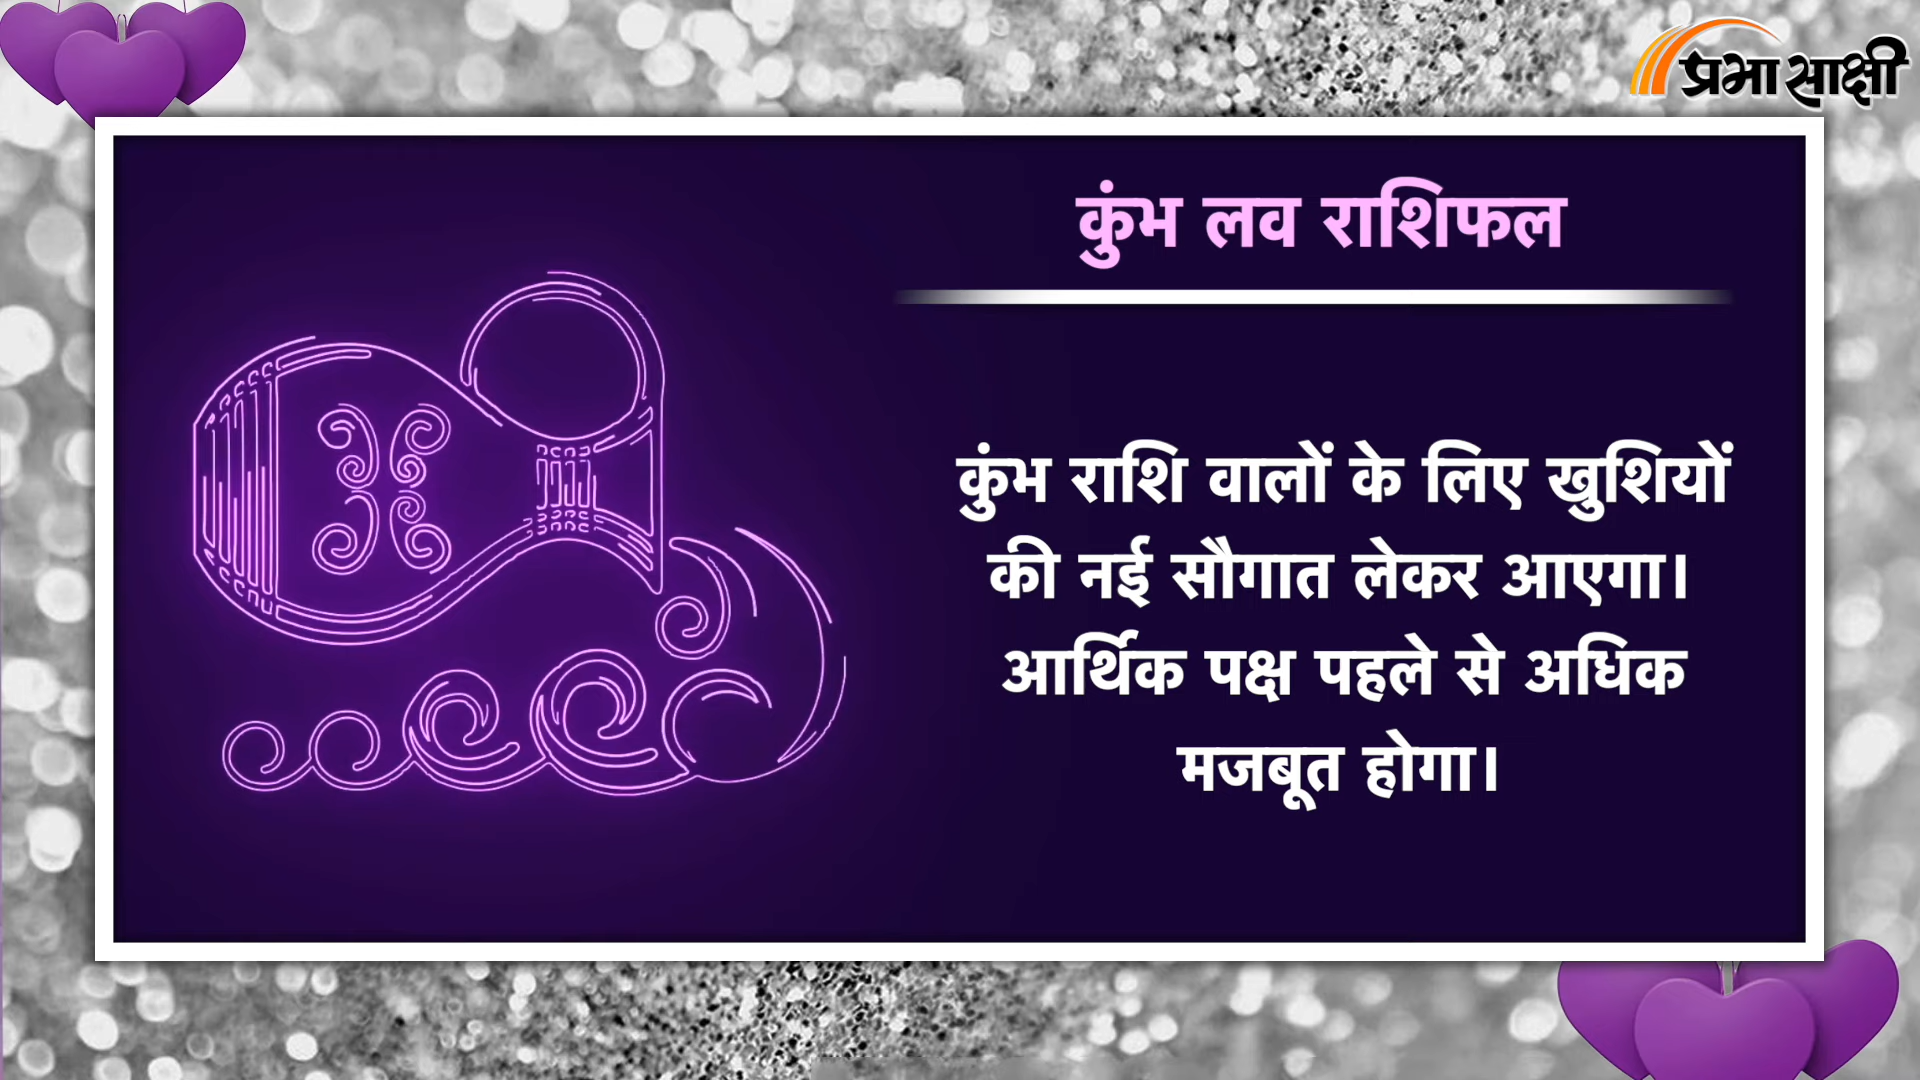 प्रभासाक्षी
कुंभ लव राशिफल
कुंभ राशि वालों के लिए खुशियों
की नई सौगात लेकर आएगा।
आर्थिक पक्ष पहले से अधिक
मजबूत होगा।